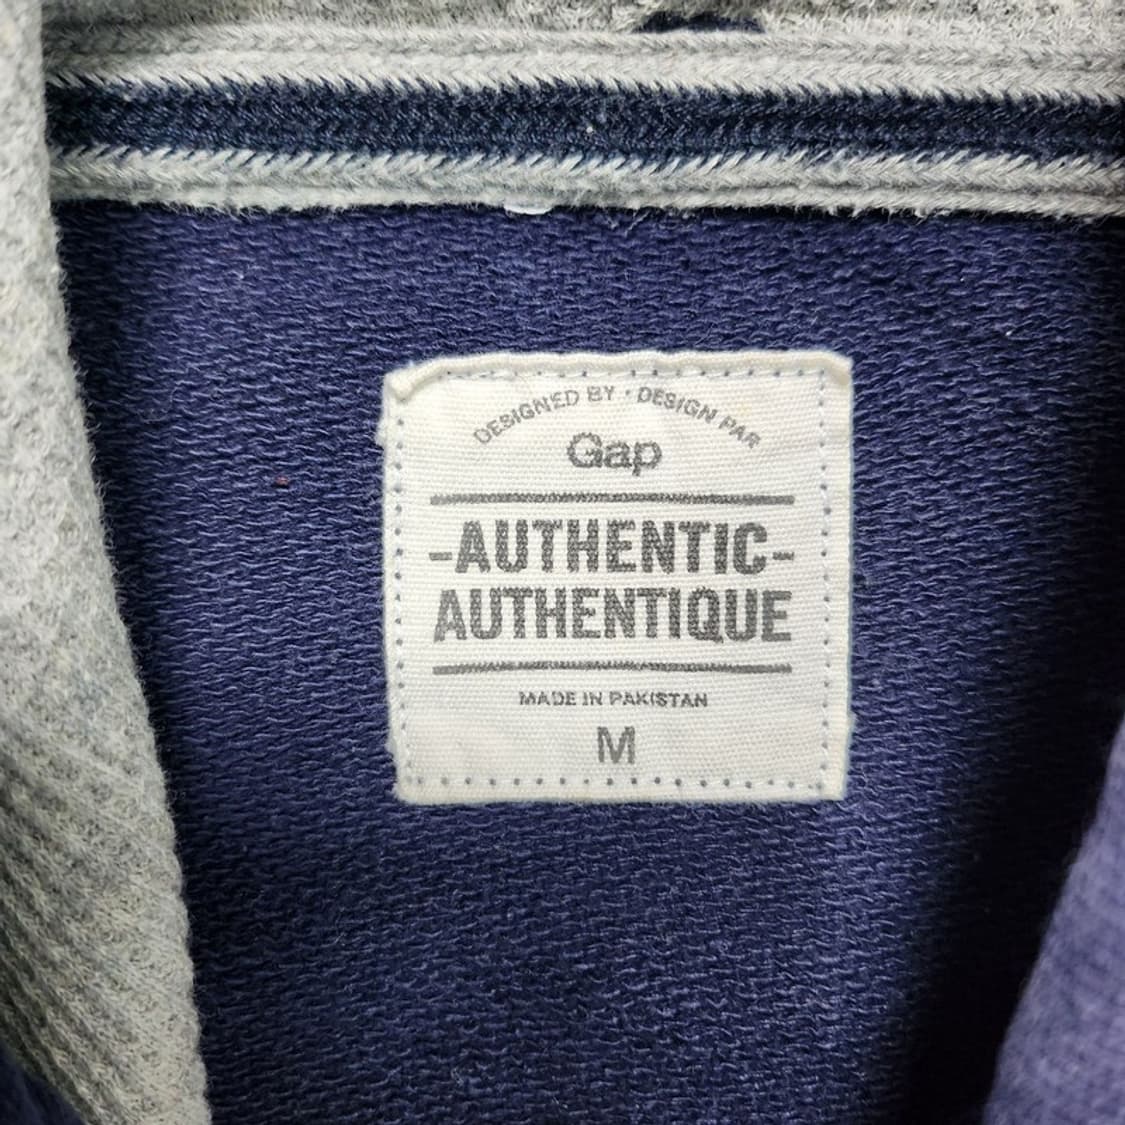 DESIGNED BY · DESIGN PAR
Gap
-AUTHENTIC-
AUTHENTIQUE
MADE IN PAKISTAN
M